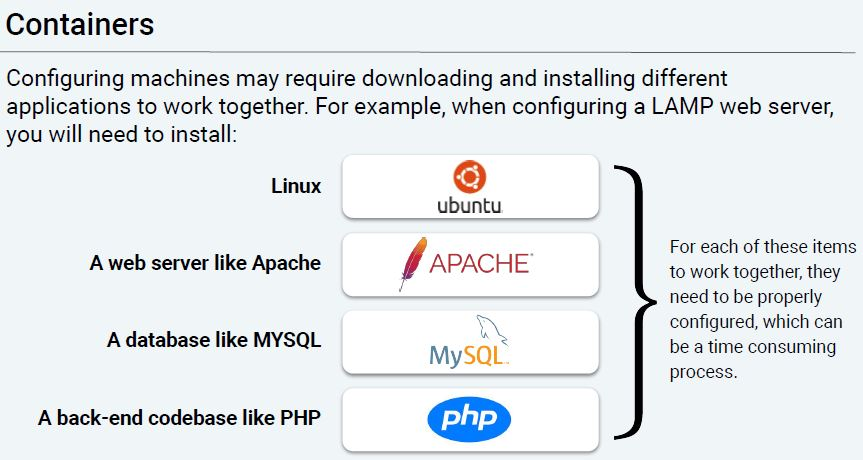 Containers
Configuring machines may require downloading and installing different
applications to work together. For example, when configuring a LAMP web server,
you will need to install:
Linux
ubuntu
A web server like Apache
APACHE
A database like MYSQL
MySQL
A back-end codebase like PHP
php
For each of these items
to work together, they
need to be properly
configured, which can
be a time consuming
process.